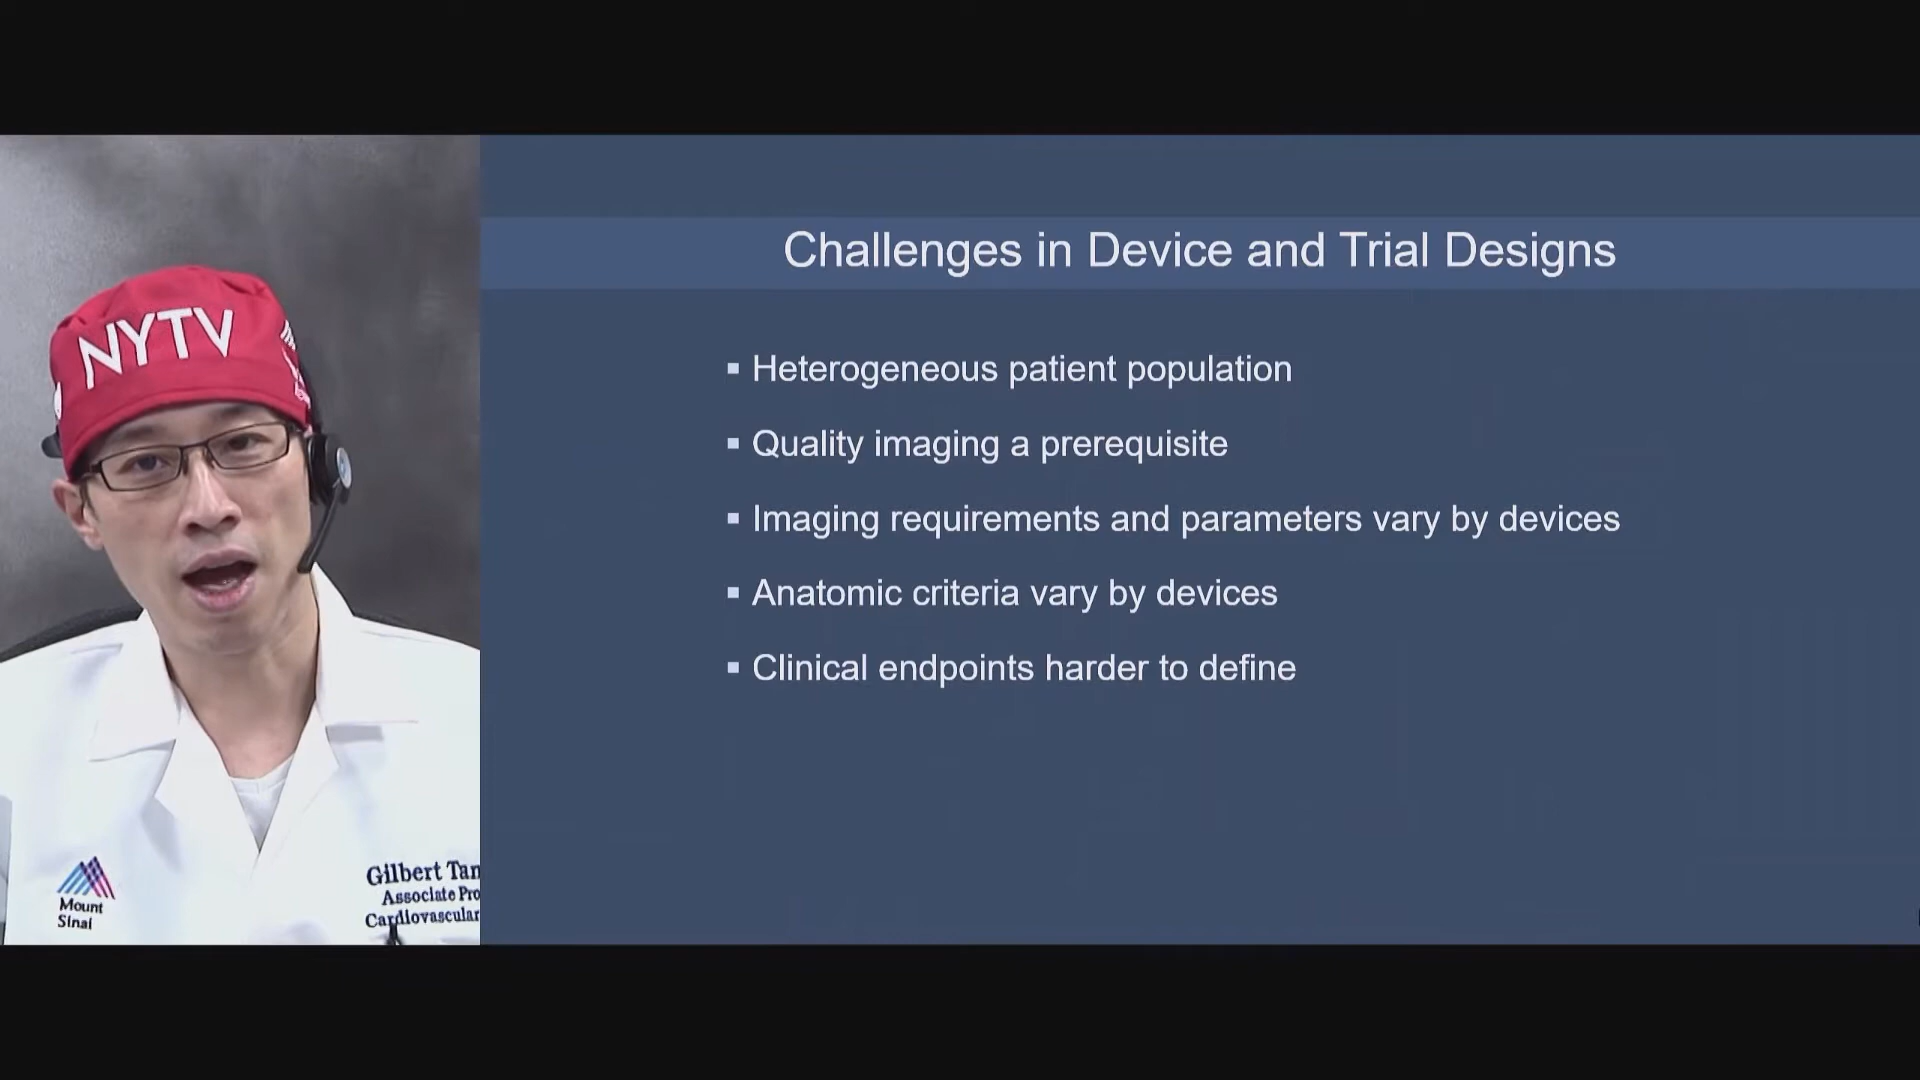 NYTV
Mount
Sinai
Gilbert Tan
Associate Pro
Cardiovascular
Challenges in Device and Trial Designs
▪ Heterogeneous patient population
▪ Quality imaging a prerequisite
▪ Imaging requirements and parameters vary by devices
▪ Anatomic criteria vary by devices
▪ Clinical endpoints harder to define